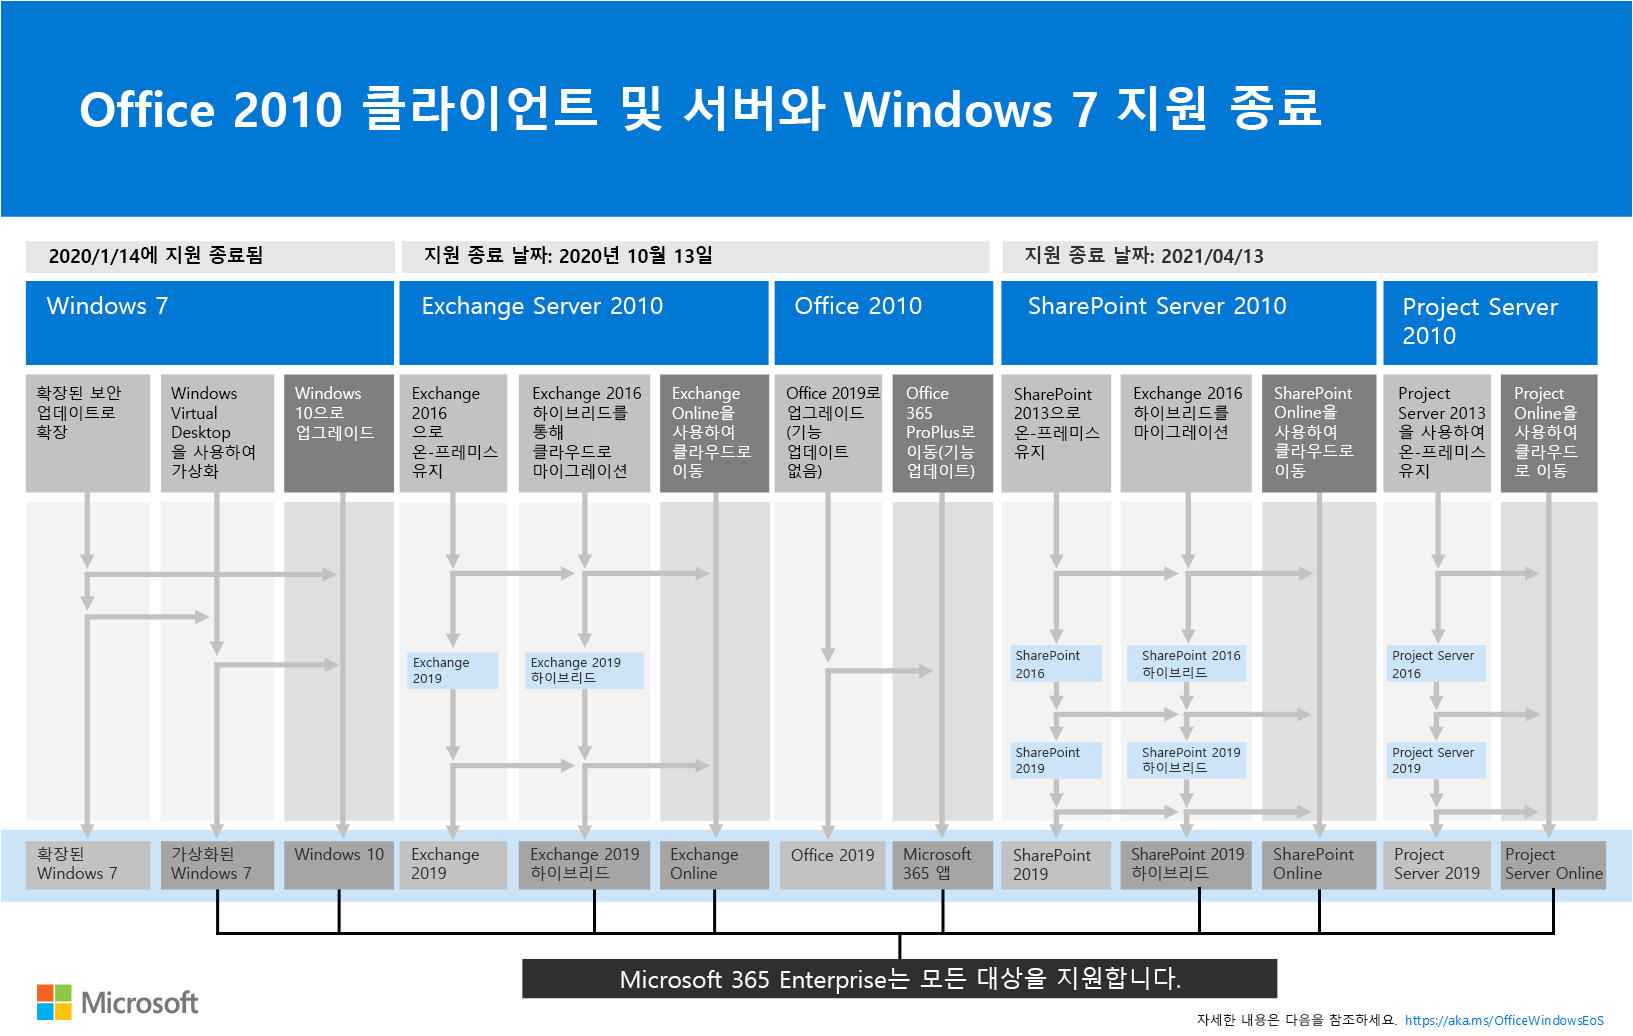 Office 2010 클라이언트 및 서버와 Windows 7 지원 종료
2020/1/14에 지원 종료됨
지원 종료 날짜: 2020년 10월 13일
지원 종료 날짜: 2021/04/13
Windows 7
Exchange Server 2010
Office 2010
SharePoint Server 2010
Project Server
2010
확장된 보안
업데이트로
확장
Windows
Virtual
Desktop
을 사용하여
가상화
Windows
10으로
업그레이드
Exchange
2016
으로
온-프레미스
유지
Exchange 2016
하이브리드를
통해
클라우드로
마이그레이션
Exchange
Online을
사용하여
클라우드로
이동
Office 2019로
업그레이드
(기능
업데이트
없음)
Office
365
ProPlus로
이동(기능
업데이트)
SharePoint
2013으로
온-프레미스
유지
Exchange 2016
하이브리드를
마이그레이션
SharePoint
Online을
사용하여
클라우드로
이동
Project
Server 2013
을 사용하여
온-프레미스
유지
Project
Online을
사용하여
클라우드
로 이동
Exchange
2019
Exchange 2019
하이브리드
SharePoint
2016
SharePoint 2016
하이브리드
Project Server
2016
SharePoint
2019
SharePoint 2019
하이브리드
Project Server
2019
확장된
Windows 7
가상화된
Windows 7
Windows 10
Exchange
2019
Exchange 2019
하이브리드
Exchange
Online
Office 2019
Microsoft
365 앱
SharePoint
2019
SharePoint 2019
하이브리드
SharePoint
Online
Project
Server 2019
Project
Server Online
Microsoft 365 Enterprise는 모든 대상을 지원합니다.
Microsoft
자세한 내용은 다음을 참조하세요. https://aka.ms/OfficeWindowsEoS